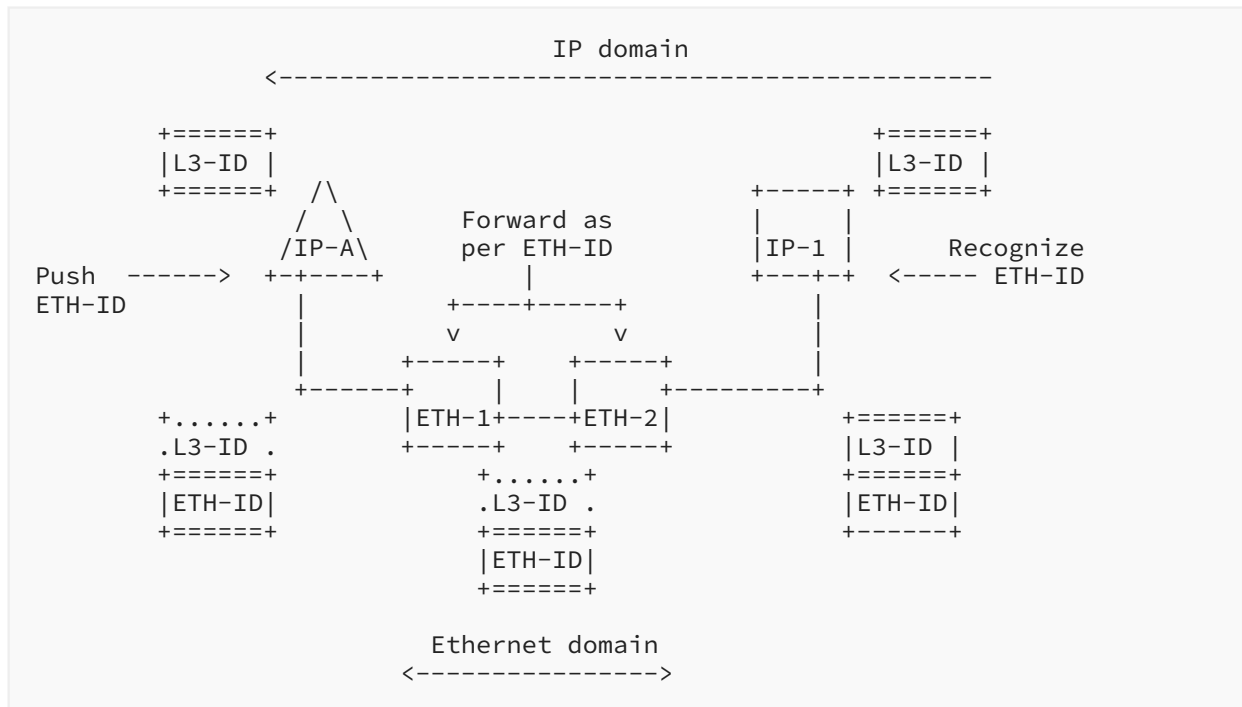 IP domain
<-----------------------------------------------
+======+ +======+
|L3-ID | |L3-ID |
+======+ /\ +-----+ +======+
/ \ Forward as | |
/IP-A\ per ETH-ID |IP-1 | Recognize
Push ------> +-+----+ | +---+-+ <----- ETH-ID
ETH-ID | +----+-----+ |
| v v |
| +-----+ +-----+ |
+------+ | | +---------+
+......+ |ETH-1+----+ETH-2| +======+
.L3-ID . +-----+ +-----+ |L3-ID |
+======+ +......+ +======+
|ETH-ID| .L3-ID . |ETH-ID|
+======+ +======+ +------+
|ETH-ID|
+======+
Ethernet domain
<---------------->